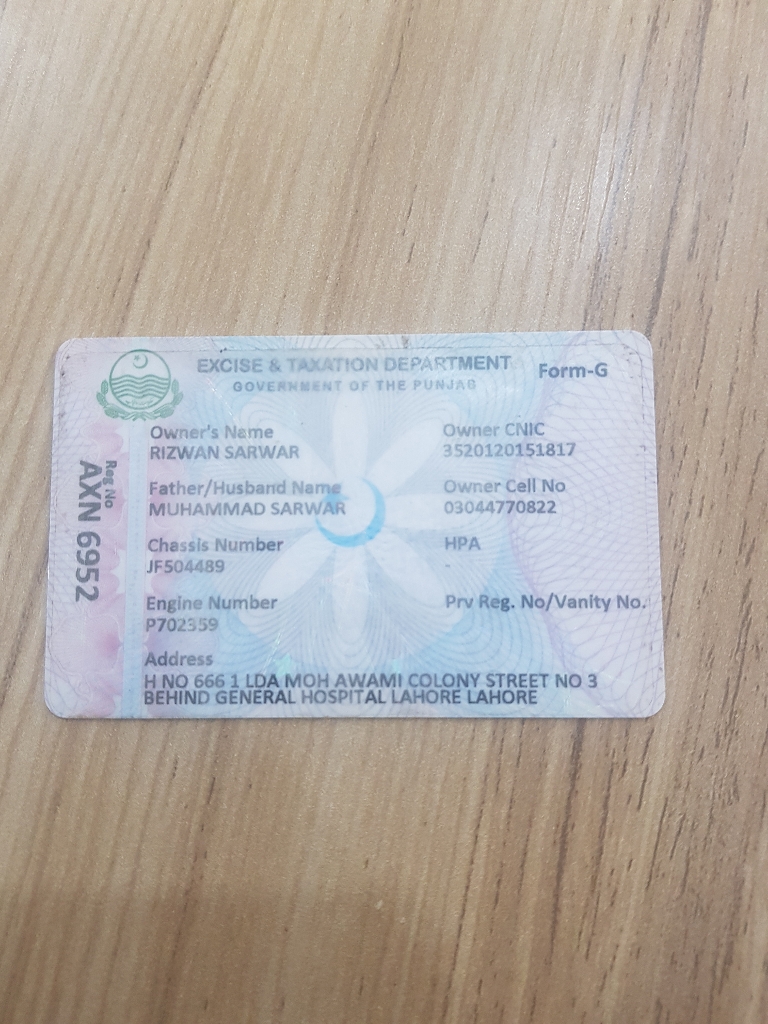 EXCISE & TAXATION DEPARTMENT
GOVERNMENT OF THE PUNJAB
Form-G
Reg No
AXN 6952
Owner's Name
RIZWAN SARWAR
Owner CNIC
3520120151817
Father/Husband Name
MUHAMMAD SARWAR
Owner Cell No
03044770822
Chassis Number
JF504489
HPA
-
Engine Number
P702359
Prv Reg. No/Vanity No.
Address
H NO 666 1 LDA MOH AWAMI COLONY STREET NO 3
BEHIND GENERAL HOSPITAL LAHORE LAHORE